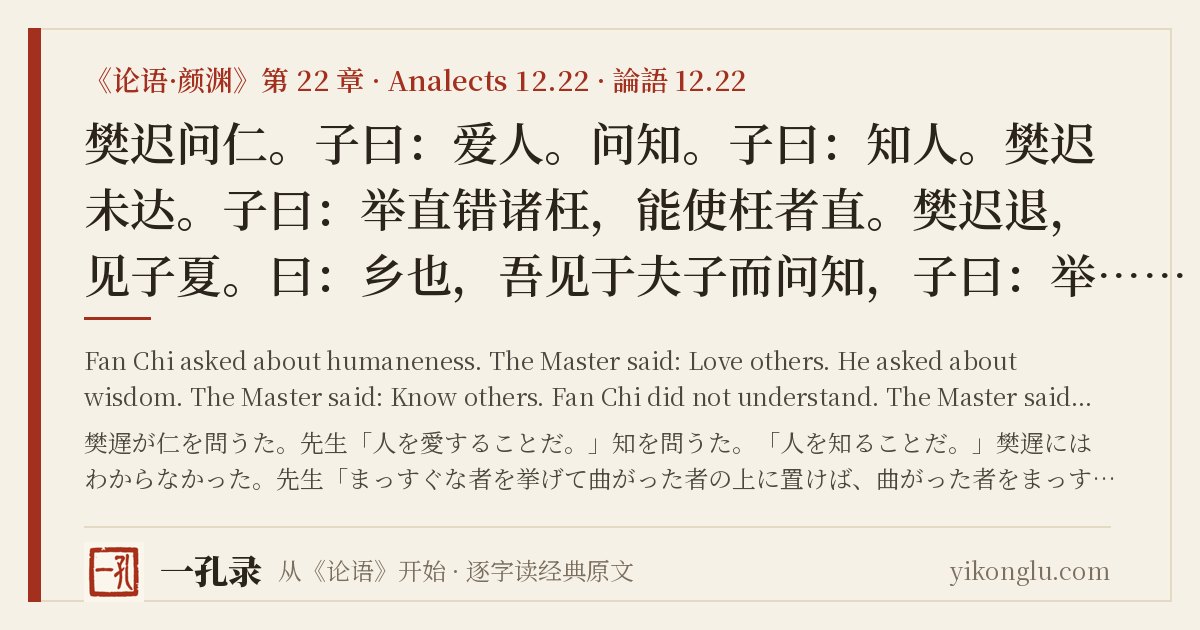 《论语·颜渊》第 22 章 · Analects 12.22 · 論語 12.22
樊迟问仁。子曰：爱人。问知。子曰：知人。樊迟
未达。子曰：举直错诸枉，能使枉者直。樊迟退，
见子夏。曰：乡也，吾见于夫子而问知，子曰：举……
Fan Chi asked about humaneness. The Master said: Love others. He asked about
wisdom. The Master said: Know others. Fan Chi did not understand. The Master said...
樊遅が仁を問うた。先生「人を愛することだ。」知を問うた。「人を知ることだ。」樊遅には
わからなかった。先生「まっすぐな者を挙げて曲がった者の上に置けば、曲がった者をまっす…
一孔
一孔录 从《论语》开始 · 逐字读经典原文
yikonglu.com